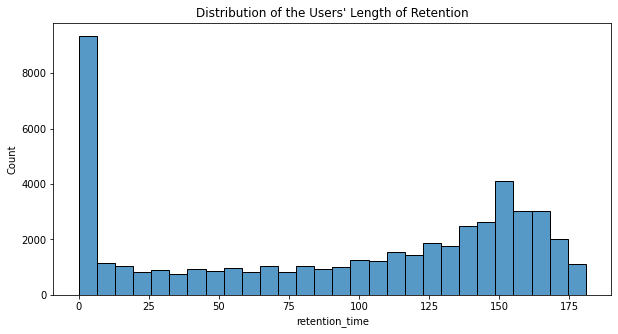 Distribution of the Users' Length of Retention
8000
6000
4000
2000
0
Count
0 25 50 75 100 125 150 175
retention_time